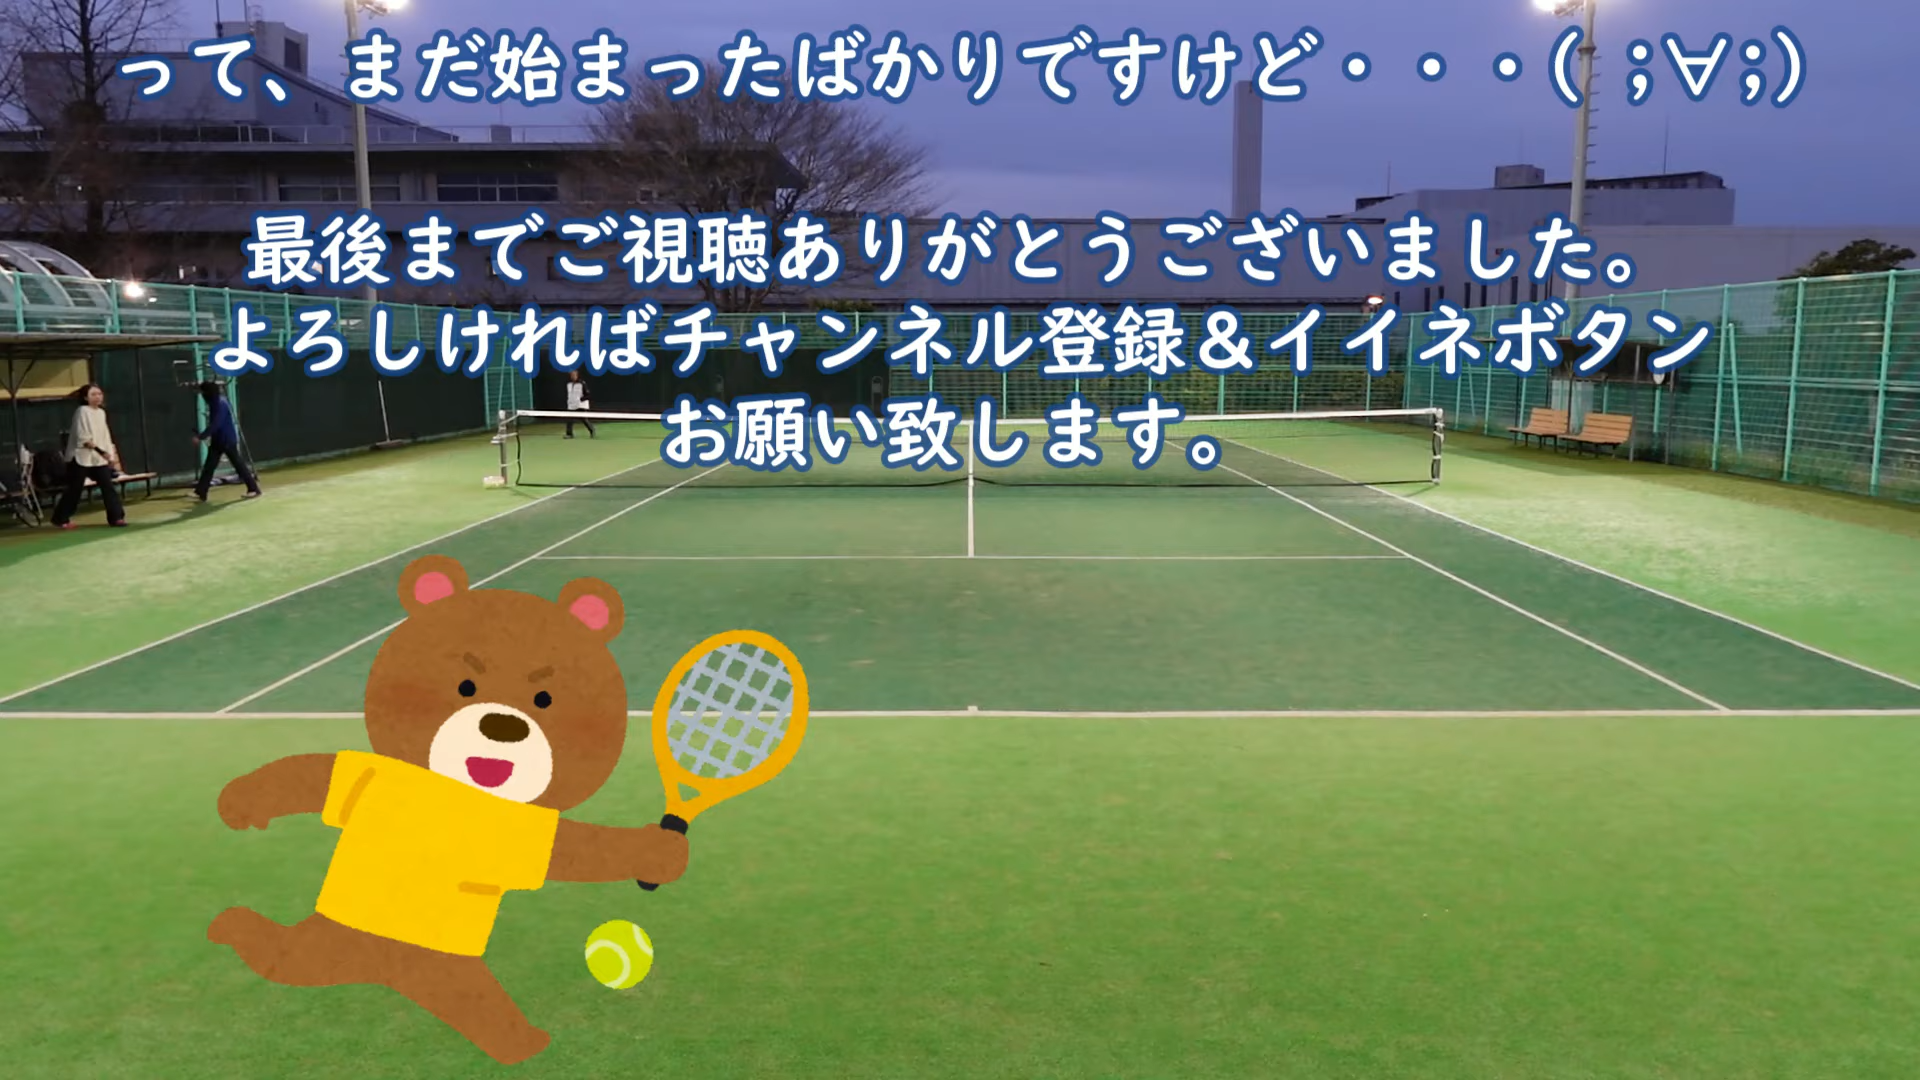 って、まだ始まったばかりですけど・・・( ;∀;)
最後までご視聴ありがとうございました。
よろしければチャンネル登録＆イイネボタン
お願い致します。